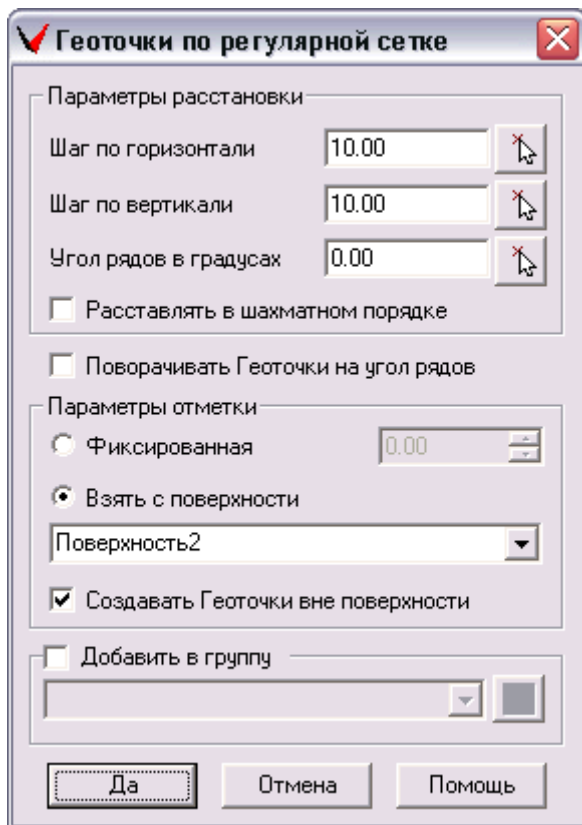 Геоточки по регулярной сетке
Параметры расстановки
Шаг по горизонтали 10.00
Шаг по вертикали 10.00
Угол рядов в градусах 0.00
Расставлять в шахматном порядке
Поворачивать Геоточки на угол рядов
Параметры отметки
Фиксированная 0.00
Взять с поверхности
Поверхность2
Создавать Геоточки вне поверхности
Добавить в группу
Да Отмена Помощь